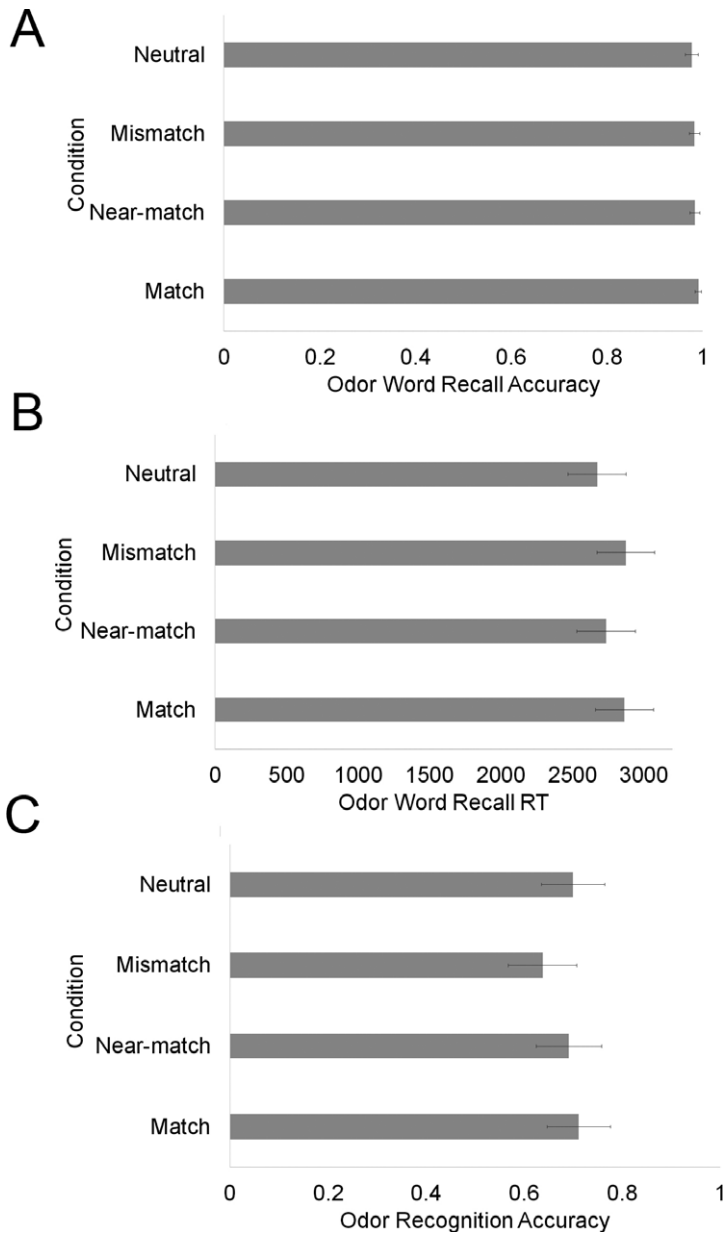 A
Condition
Neutral
Mismatch
Near-match
Match
0 0.2 0.4 0.6 0.8 1
Odor Word Recall Accuracy
B
Condition
Neutral
Mismatch
Near-match
Match
0 500 1000 1500 2000 2500 3000
Odor Word Recall RT
C
Condition
Neutral
Mismatch
Near-match
Match
0 0.2 0.4 0.6 0.8 1
Odor Recognition Accuracy